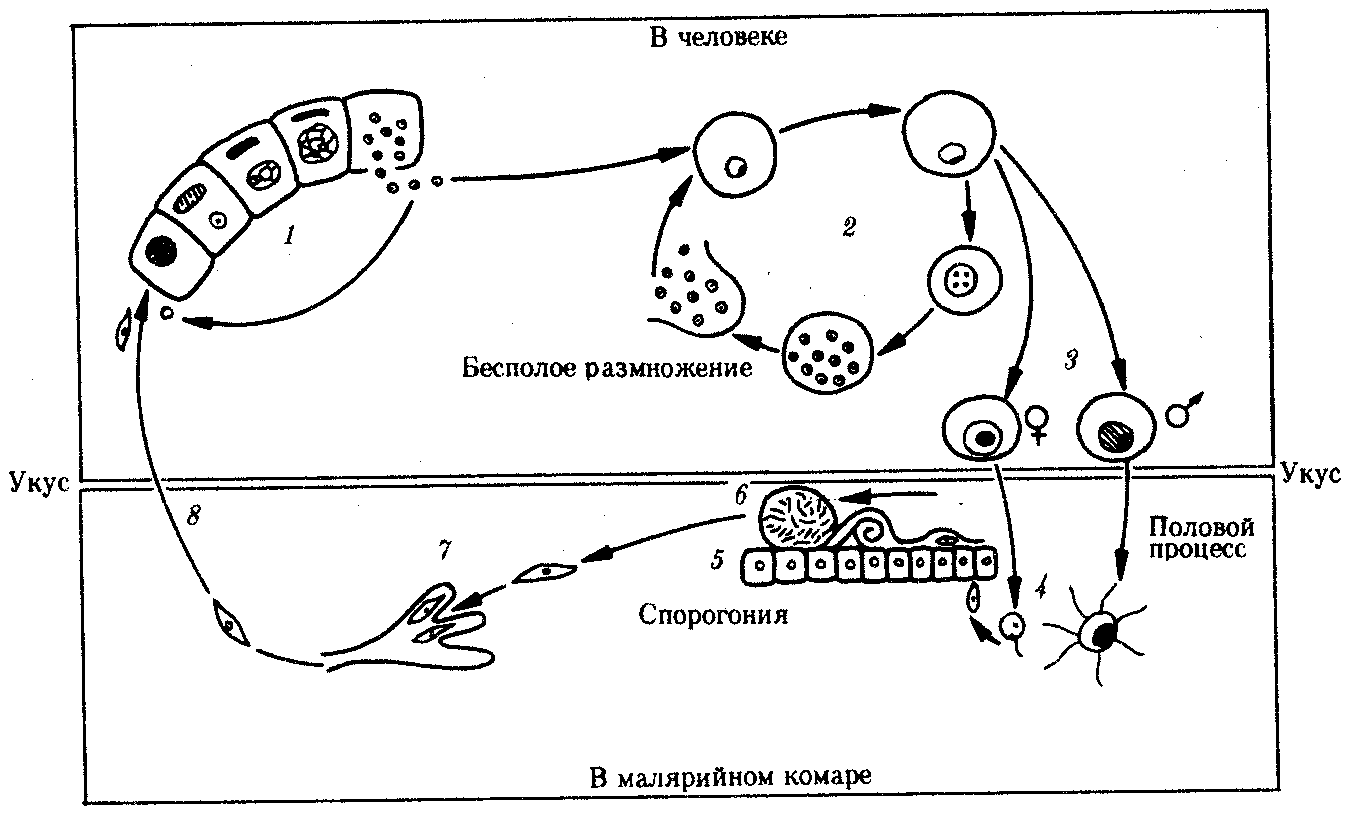 В человеке
1
2
Бесполое размножение
3
♀
♂
Укус
Укус
8
7
6
5
Спорогония
4
Половой
процесс
В малярийном комаре